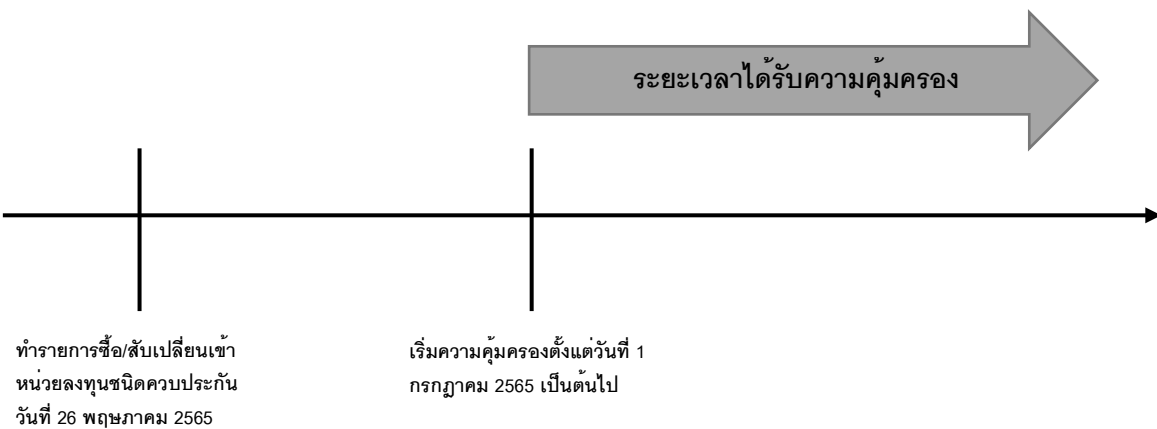 ระยะเวลาได้รับความคุ้มครอง
ทำรายการซื้อ/สับเปลี่ยนเข้า
หน่วยลงทุนชนิดควบประกัน
วันที่ 26 พฤษภาคม 2565
เริ่มความคุ้มครองตั้งแต่วันที่ 1
กรกฎาคม 2565 เป็นต้นไป